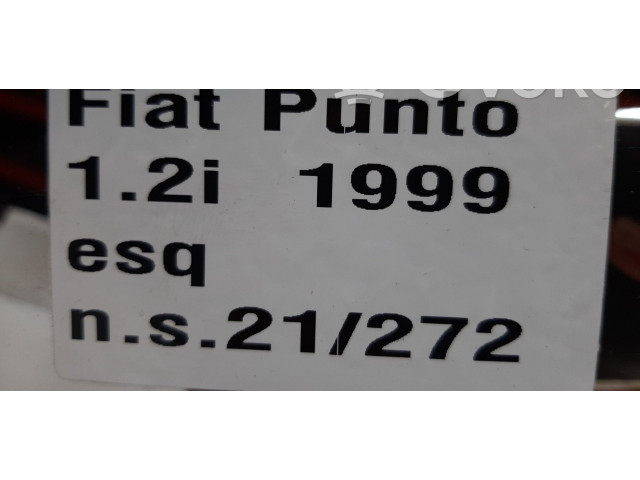 Fiat Punto
1.2i 1999
esq
n.s.21/272